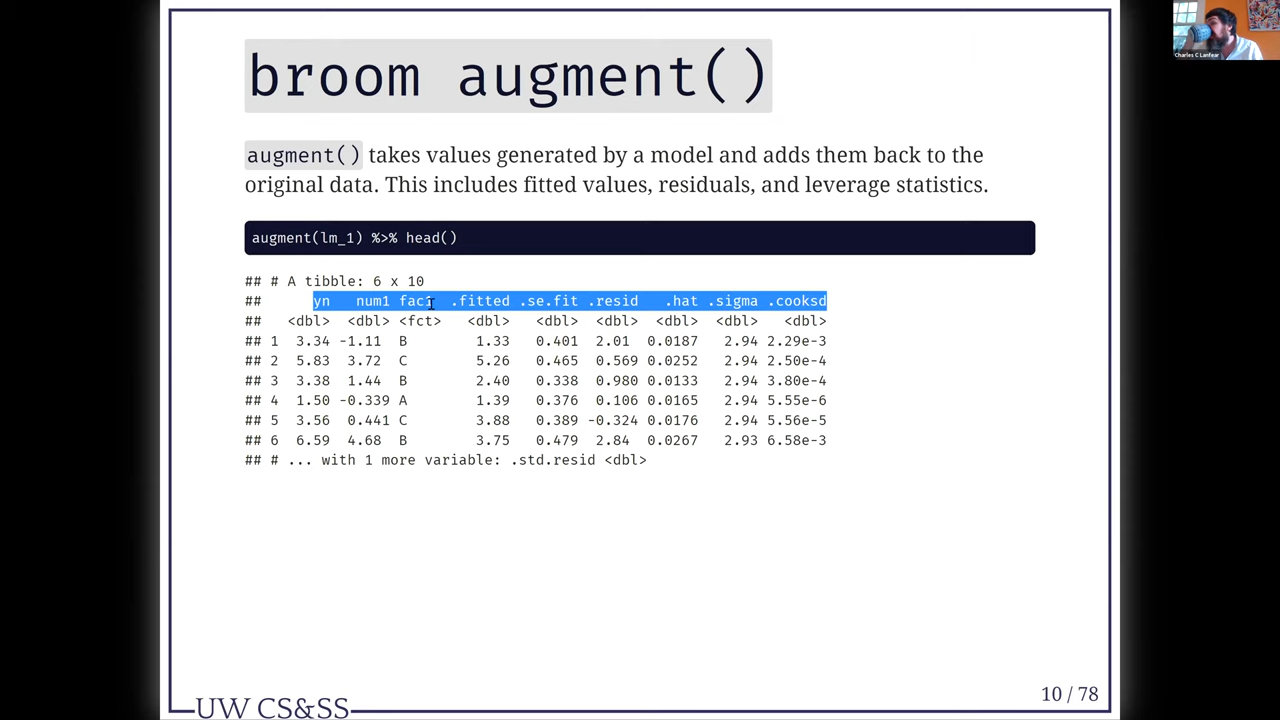 broom augment()
augment() takes values generated by a model and adds them back to the
original data. This includes fitted values, residuals, and leverage statistics.
augment(lm_1) %>% head()
## # A tibble: 6 x 10
##      yn   num1 fac1  .fitted .se.fit .resid   .hat .sigma .cooksd
##   <dbl>  <dbl> <fct>   <dbl>   <dbl>  <dbl>  <dbl>  <dbl>   <dbl>
## 1  3.34 -1.11  B        1.33   0.401  2.01  0.0187   2.94 2.29e-3
## 2  5.83  3.72  C        5.26   0.465  0.569 0.0252   2.94 2.50e-4
## 3  3.38  1.44  B        2.40   0.338  0.980 0.0133   2.94 3.80e-4
## 4  1.50 -0.339 A        1.39   0.376  0.106 0.0165   2.94 5.55e-6
## 5  3.56  0.441 C        3.88   0.389 -0.324 0.0176   2.94 5.56e-5
## 6  6.59  4.68  B        3.75   0.479  2.84  0.0267   2.93 6.58e-3
## # ... with 1 more variable: .std.resid <dbl>
UW CS&SS
10 / 78
Charles C Lanfear